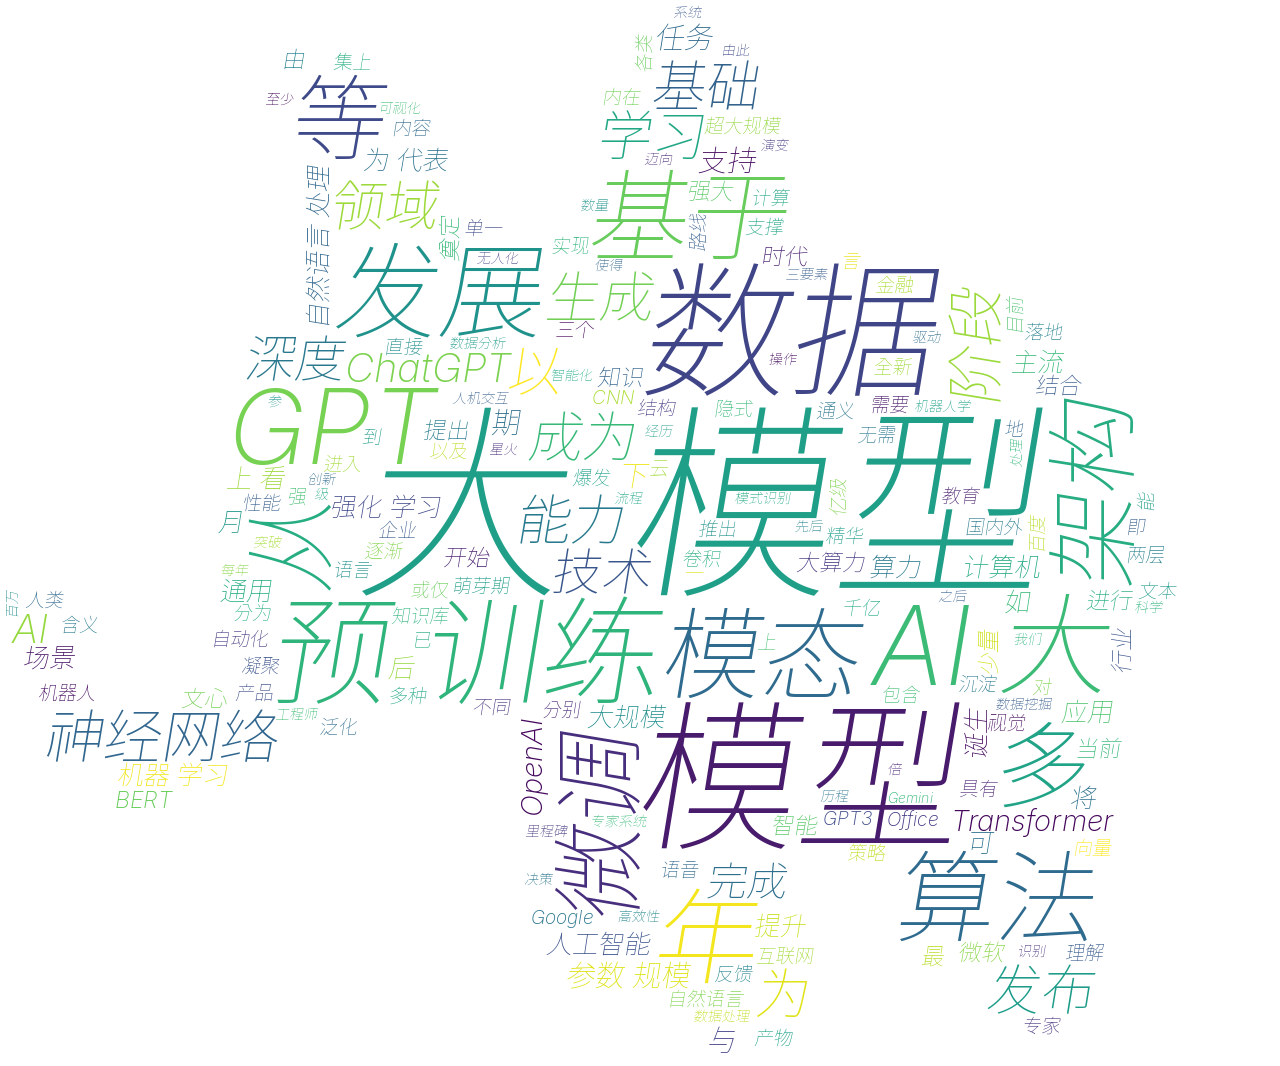 系统
任务
各类
由此
由
集上
基础
等
至少
可视化
内容
内在
学习
超大规模
演变
为 代表
迈向
支持
自然语言 处理
领域
基于
强大
计算
数量
支撑
路线
奠定
单一
发展
无人化
实现
使得
时代
三要素
言
数据
金融
生成
阶段
目前
三个
落地
深度
直接
数据分析
驱动
操作
主流
ChatGPT
以
智能化
知识
全新
结合
GPT
参
人机交互
CNN
结构
隐式
通义
需要
机器人学
架构
到
提出
期
成为
经历
无需
地
星火
以及
处理
大模型
上 看
进入
创新
下
云
爆发
模式识别
亿级
教育
性能
强
级
强化 学习
流程
能
月
人
能力
推出
先后
精华
国内外
百度
即
企业
突破
逐渐
开始
技术
卷积
大算力
算力
计算机
两层
每年
语言
一
通用
或仅
萌芽期
之后
文本
百万
人类
分为
知识库
预训练
模态
千亿
AI
如
大
进行
科学
AI
含义
自动化
已
上
少量
我们
行业
场景
凝聚
后
机器人
产品
多种
包含
沉淀
对
文心
工程师
不同
分别
大规模
数据挖掘
应用
神经网络
泛化
OpenAI
微调
模型
诞生
视觉
多
当前
机器 学习
倍
BERT
历程
Gemini
具有
将
里程碑
专家系统
智能
GPT3
Office
Transformer
可
策略
向量
语音
完成
算法
决策
Google
高效性
年
提升
人工智能
互联网
最
微软
识别
理解
参数 规模
反馈
为
发布
自然语言
数据处理
专家
与
产物